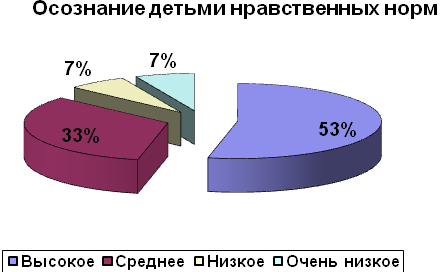 Осознание детьми нравственных норм
7%
7%
33%
53%
Высокое Среднее Низкое Очень низкое